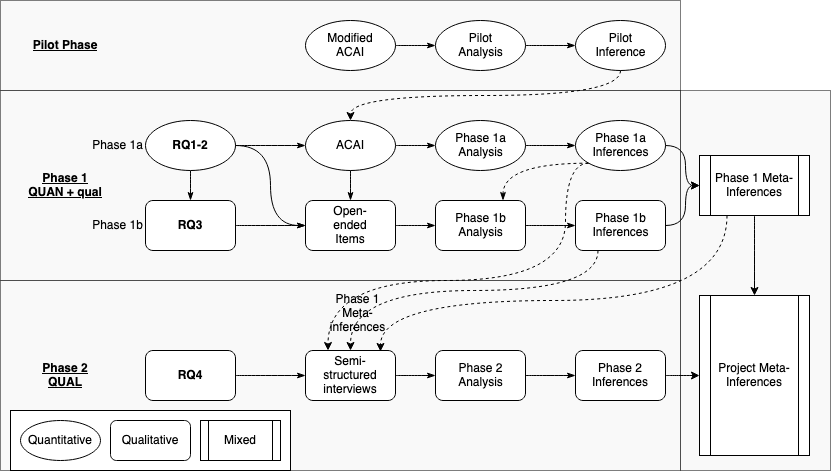 Pilot Phase
Modified
ACAI
Pilot
Analysis
Pilot
Inference
Phase 1a
RQ1-2
ACAI
Phase 1a
Analysis
Phase 1a
Inferences
Phase 1
QUAN + qual
Phase 1 Meta-
Inferences
Phase 1b
RQ3
Open-
ended
Items
Phase 1b
Analysis
Phase 1b
Inferences
Phase 1
Meta-
inferences
Phase 2
QUAL
RQ4
Semi-
structured
interviews
Phase 2
Analysis
Phase 2
Inferences
Project Meta-
Inferences
Quantitative
Qualitative
Mixed